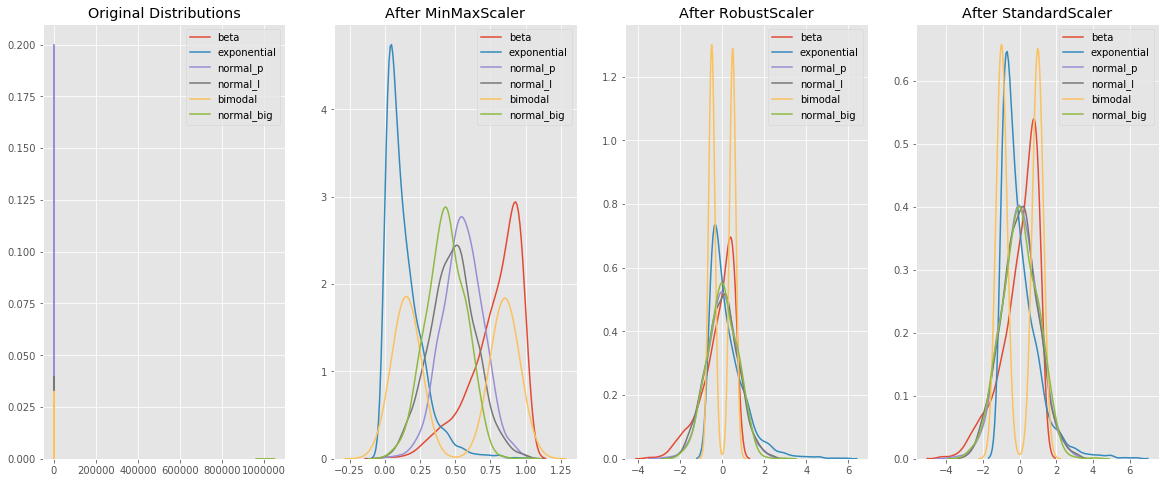 Original Distributions
0.200
0.175
0.150
0.125
0.100
0.075
0.050
0.025
0.000
0 200000 400000 600000 800000 1000000
beta
exponential
normal_p
normal_l
bimodal
normal_big
After MinMaxScaler
4
3
2
1
0
−0.25 0.00 0.25 0.50 0.75 1.00 1.25
beta
exponential
normal_p
normal_l
bimodal
normal_big
After RobustScaler
1.2
1.0
0.8
0.6
0.4
0.2
0.0
−4 −2 0 2 4 6
beta
exponential
normal_p
normal_l
bimodal
normal_big
After StandardScaler
0.6
0.5
0.4
0.3
0.2
0.1
0.0
−4 −2 0 2 4 6
beta
exponential
normal_p
normal_l
bimodal
normal_big